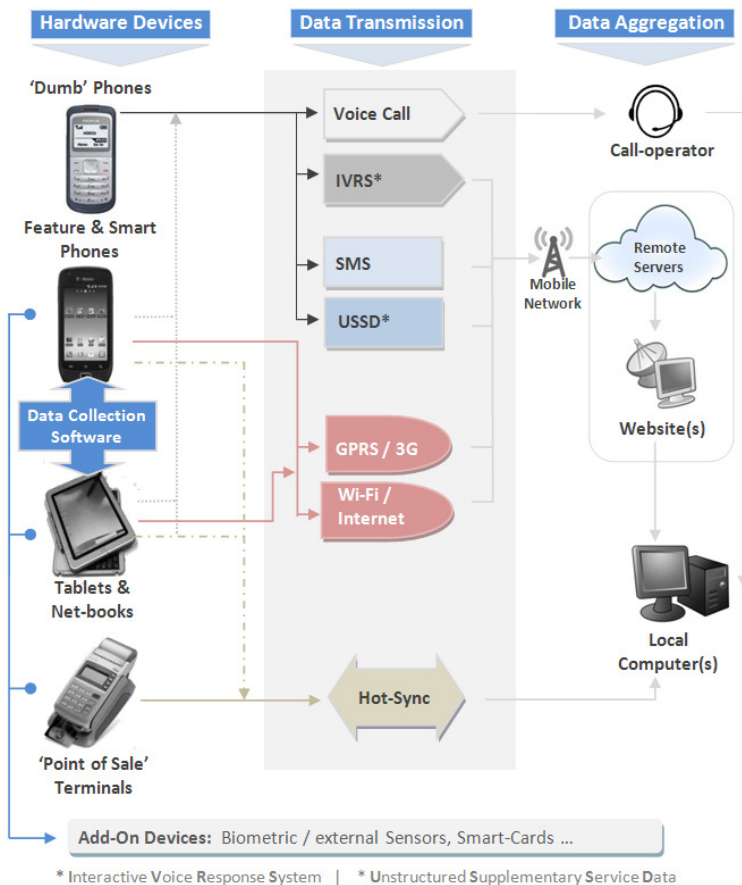 Hardware Devices
Data Transmission
Data Aggregation
'Dumb' Phones
NOKIA
Feature & Smart
Phones
Data Collection
Software
Tablets &
Net-books
'Point of Sale'
Terminals
Voice Call
IVRS*
SMS
USSD*
GPRS / 3G
Wi-Fi /
Internet
Hot-Sync
Call-operator
Mobile
Network
Remote
Servers
Website(s)
Local
Computer(s)
Add-On Devices: Biometric / external Sensors, Smart-Cards ...
* Interactive Voice Response System | * Unstructured Supplementary Service Data